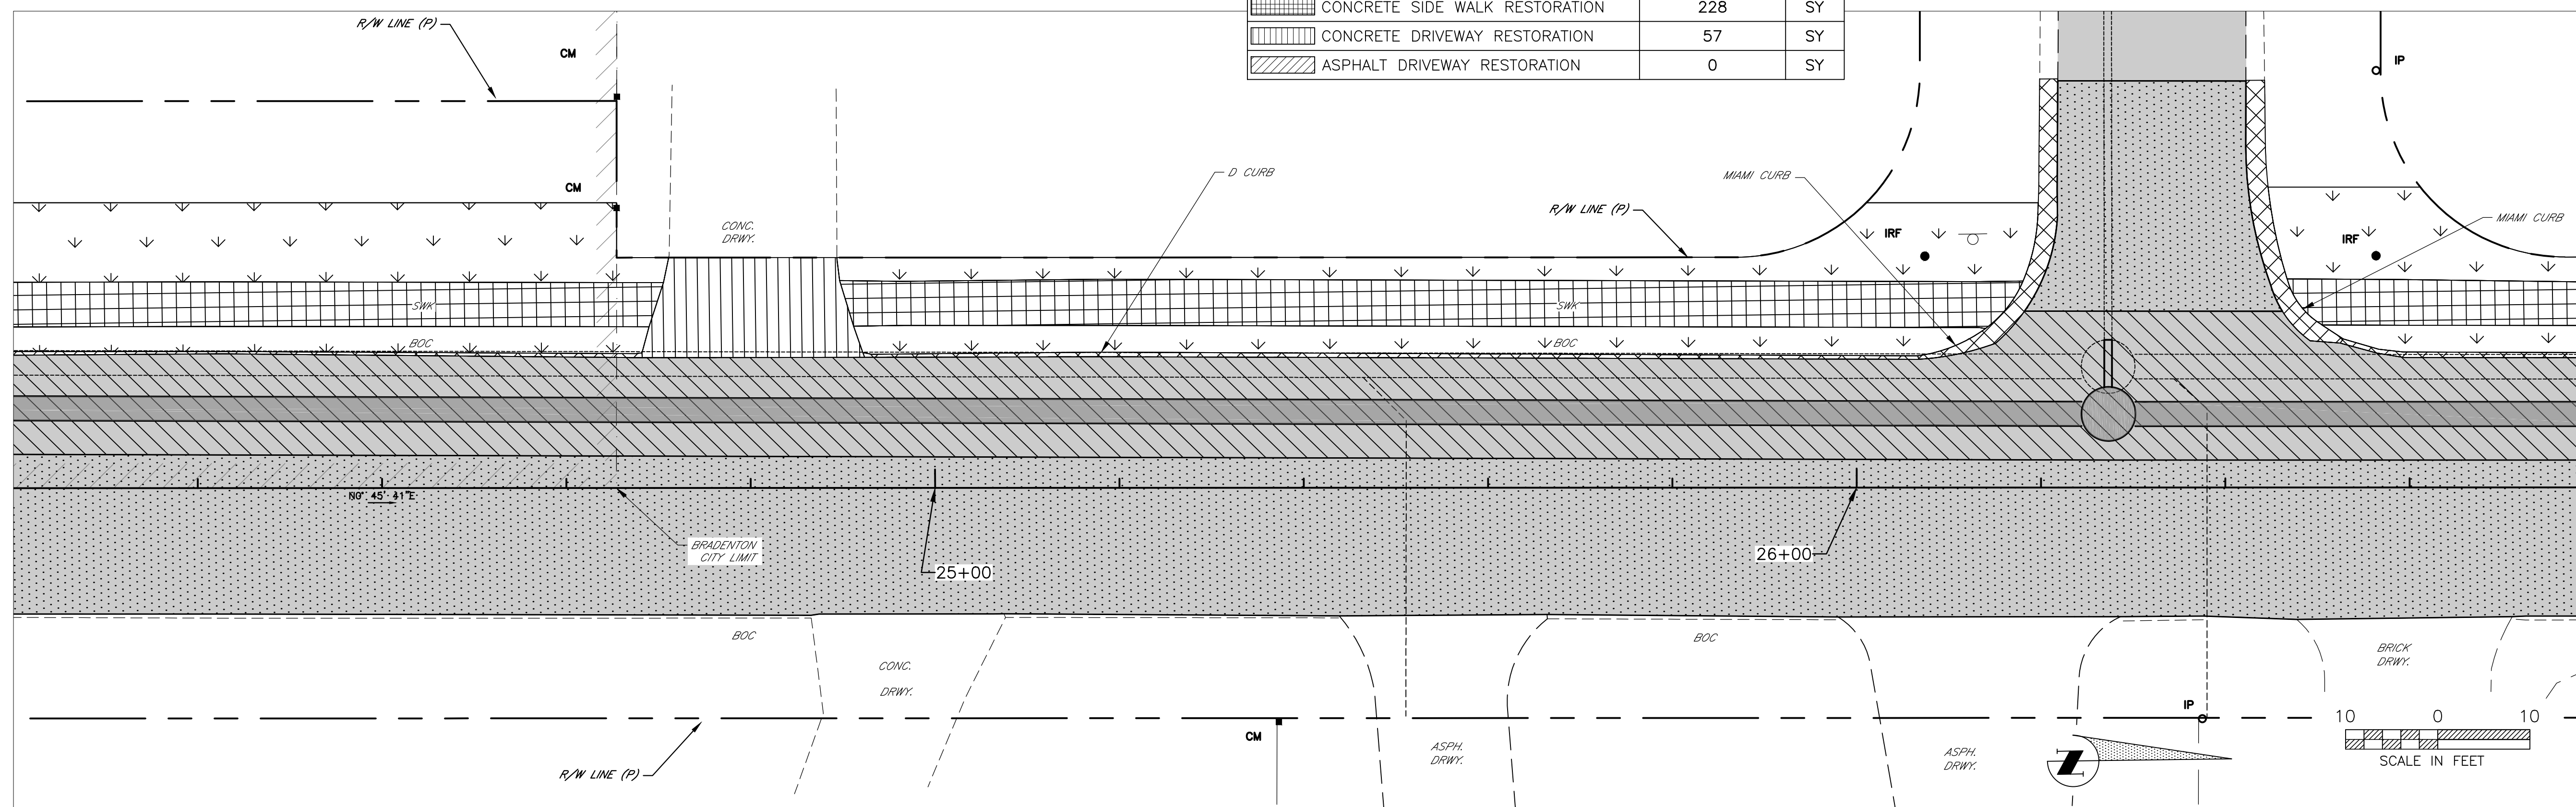 CONCRETE SIDE WALK RESTORATION 228 SY
CONCRETE DRIVEWAY RESTORATION 57 SY
ASPHALT DRIVEWAY RESTORATION 0 SY
R/W LINE (P)
CM
IP
CM
D CURB
MIAMI CURB
R/W LINE (P)
MIAMI CURB
CONC.
DRWY.
IRF
IRF
SWK
SWK
BOC
BOC
N0° 45' 41"E
BRADENTON
CITY LIMIT
25+00
26+00
BOC
BOC
CONC.
DRWY.
BRICK
DRWY.
IP
CM
R/W LINE (P)
ASPH.
DRWY.
ASPH.
DRWY.
10 0 10
SCALE IN FEET